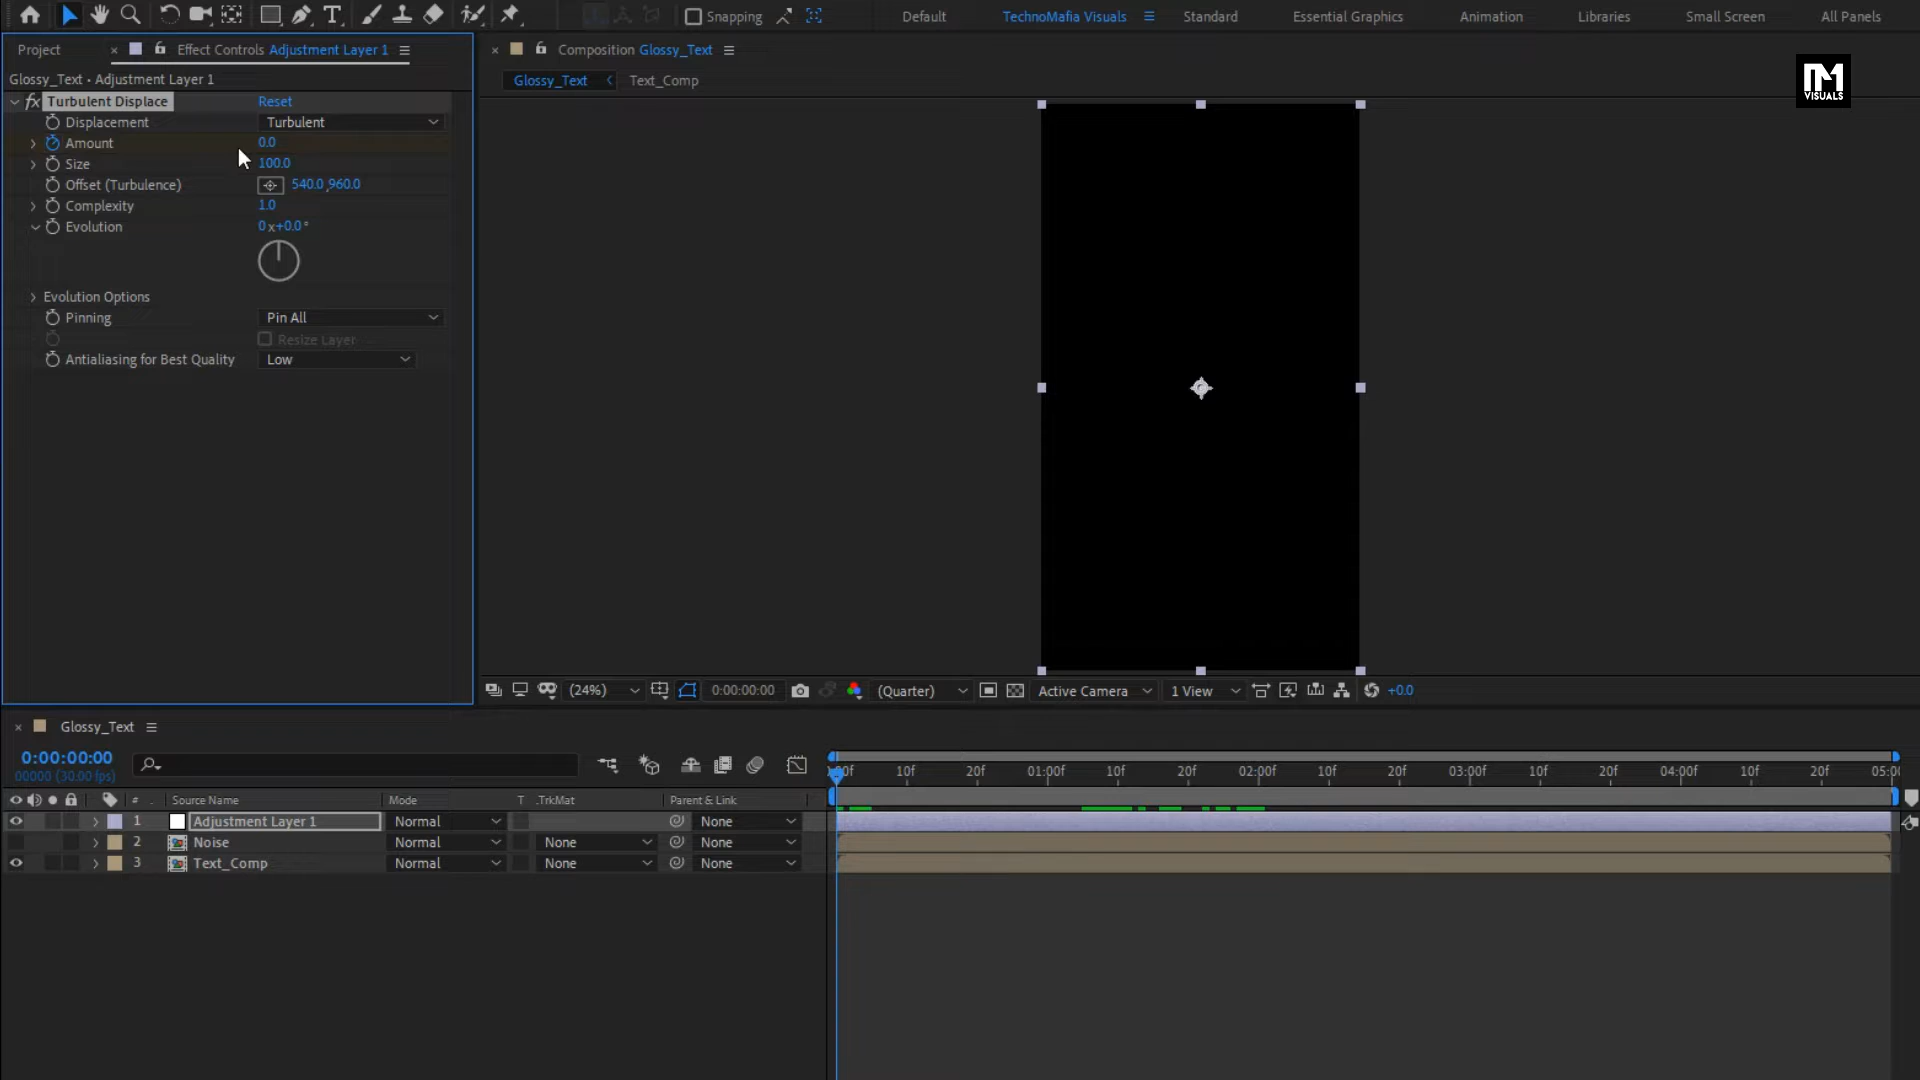 Snapping
Default
TechnoMafia Visuals
Standard
Essential Graphics
Animation
Libraries
Small Screen
All Panels
Project
Effect Controls Adjustment Layer 1
Composition Glossy_Text
Glossy_Text • Adjustment Layer 1
Glossy_Text
Text_Comp
VISUALS
fx Turbulent Displace Reset
Displacement Turbulent
Amount 0.0
Size 100.0
Offset (Turbulence) 540.0,960.0
Complexity 1.0
Evolution 0x+0.0°
Evolution Options
Pinning Pin All
Resize Layer
Antialiasing for Best Quality Low
(24%) 0:00:00:00 (Quarter) Active Camera 1 View +0.0
Glossy_Text
0:00:00:00
00000 (30.00 fps)
10f 20f 01:00f 10f 20f 02:00f 10f 20f 03:00f 10f 20f 04:00f 10f 20f
# Source Name Mode T .TrkMat Parent & Link
1 Adjustment Layer 1 Normal None
2 Noise Normal None None
3 Text_Comp Normal None None